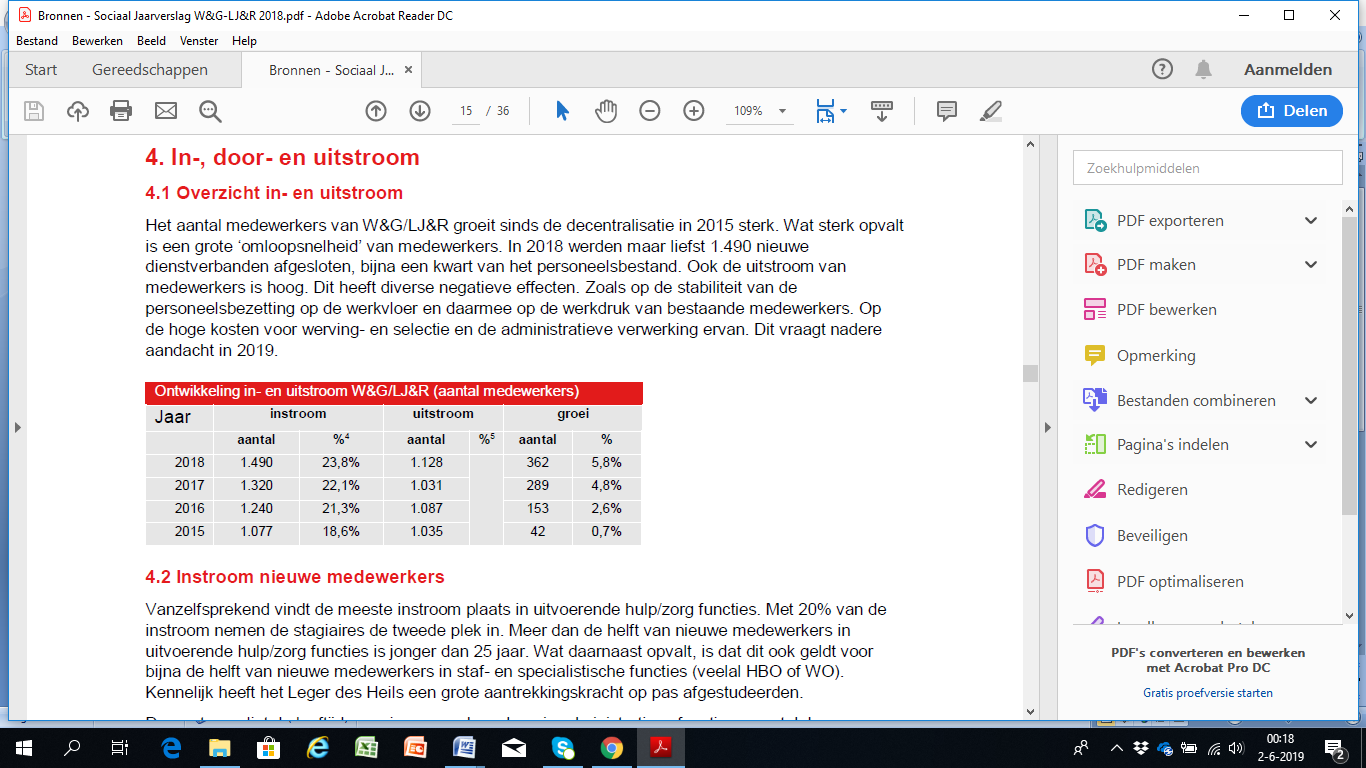 Bronnen - Sociaal Jaarverslag W&G-LJ&R 2018.pdf - Adobe Acrobat Reader DC
Bestand Bewerken Beeld Venster Help
Start Gereedschappen Bronnen - Sociaal J... × Aanmelden
15 / 36 109% Delen
4. In-, door- en uitstroom
4.1 Overzicht in- en uitstroom
Het aantal medewerkers van W&G/LJ&R groeit sinds de decentralisatie in 2015 sterk. Wat sterk opvalt
is een grote ‘omloopsnelheid’ van medewerkers. In 2018 werden maar liefst 1.490 nieuwe
dienstverbanden afgesloten, bijna een kwart van het personeelsbestand. Ook de uitstroom van
medewerkers is hoog. Dit heeft diverse negatieve effecten. Zoals op de stabiliteit van de
personeelsbezetting op de werkvloer en daarmee op de werkdruk van bestaande medewerkers. Op
de hoge kosten voor werving- en selectie en de administratieve verwerking ervan. Dit vraagt nadere
aandacht in 2019.
Ontwikkeling in- en uitstroom W&G/LJ&R (aantal medewerkers)
Jaar instroom uitstroom groei
aantal %4 aantal %5 aantal %
2018 1.490 23,8% 1.128 362 5,8%
2017 1.320 22,1% 1.031 289 4,8%
2016 1.240 21,3% 1.087 153 2,6%
2015 1.077 18,6% 1.035 42 0,7%
4.2 Instroom nieuwe medewerkers
Vanzelfsprekend vindt de meeste instroom plaats in uitvoerende hulp/zorg functies. Met 20% van de
instroom nemen de stagiaires de tweede plek in. Meer dan de helft van nieuwe medewerkers in
uitvoerende hulp/zorg functies is jonger dan 25 jaar. Wat daarnaast opvalt, is dat dit ook geldt voor
bijna de helft van nieuwe medewerkers in staf- en specialistische functies (veelal HBO of WO).
Kennelijk heeft het Leger des Heils een grote aantrekkingskracht op pas afgestudeerden.
Zoekhulpmiddelen
PDF exporteren
PDF maken
PDF bewerken
Opmerking
Bestanden combineren
Pagina's indelen
Redigeren
Beveiligen
PDF optimaliseren
PDF's converteren en bewerken
met Acrobat Pro DC
Gratis proefversie starten
00:18
2-6-2019
2